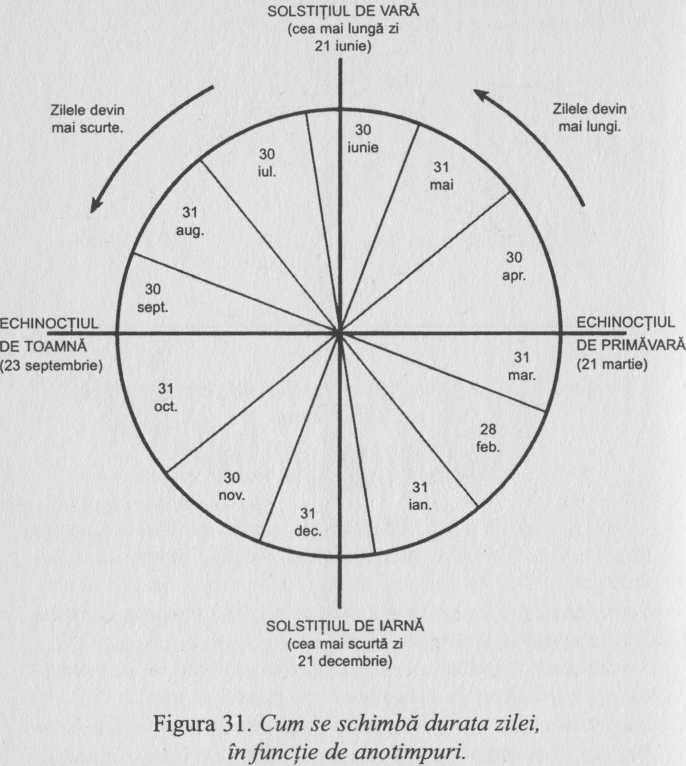 SOLSTIȚIUL DE VARĂ
(cea mai lungă zi
21 iunie)
Zilele devin
mai scurte.
Zilele devin
mai lungi.
30
iul.
30
iunie
31
mai
31
aug.
30
apr.
30
sept.
ECHINOCȚIUL
DE TOAMNĂ
(23 septembrie)
ECHINOCȚIUL
DE PRIMĂVARĂ
(21 martie)
31
mar.
31
oct.
28
feb.
30
nov.
31
dec.
31
ian.
SOLSTIȚIUL DE IARNĂ
(cea mai scurtă zi
21 decembrie)
Figura 31. Cum se schimbă durata zilei,
în funcție de anotimpuri.